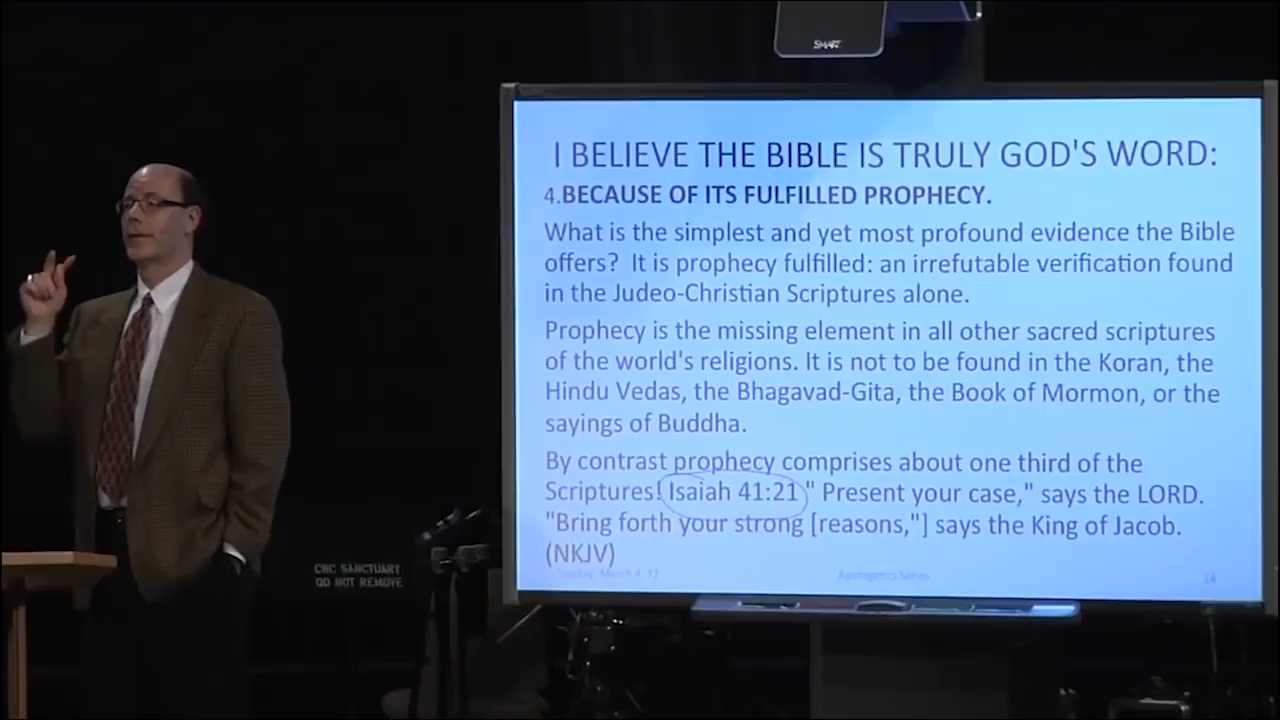 SMART
I BELIEVE THE BIBLE IS TRULY GOD'S WORD:
4.BECAUSE OF ITS FULFILLED PROPHECY.
What is the simplest and yet most profound evidence the Bible
offers? It is prophecy fulfilled: an irrefutable verification found
in the Judeo-Christian Scriptures alone.
Prophecy is the missing element in all other sacred scriptures
of the world's religions. It is not to be found in the Koran, the
Hindu Vedas, the Bhagavad-Gita, the Book of Mormon, or the
sayings of Buddha.
By contrast prophecy comprises about one third of the
Scriptures! Isaiah 41:21 " Present your case," says the LORD.
"Bring forth your strong [reasons,"] says the King of Jacob.
(NKJV)
Sunday, March 4, 12
Apologetics Series
14
CBC SANCTUARY
DO NOT REMOVE